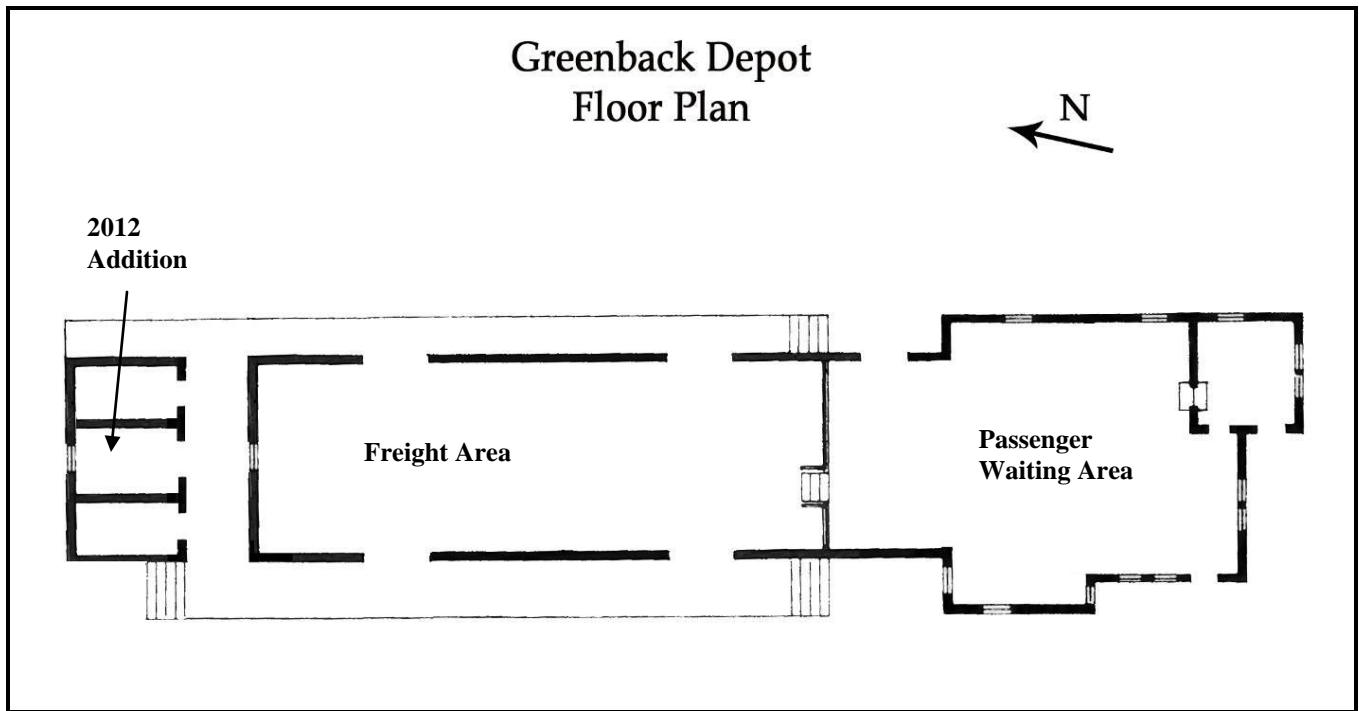 Greenback Depot
Floor Plan
N
2012
Addition
Freight Area
Passenger
Waiting Area